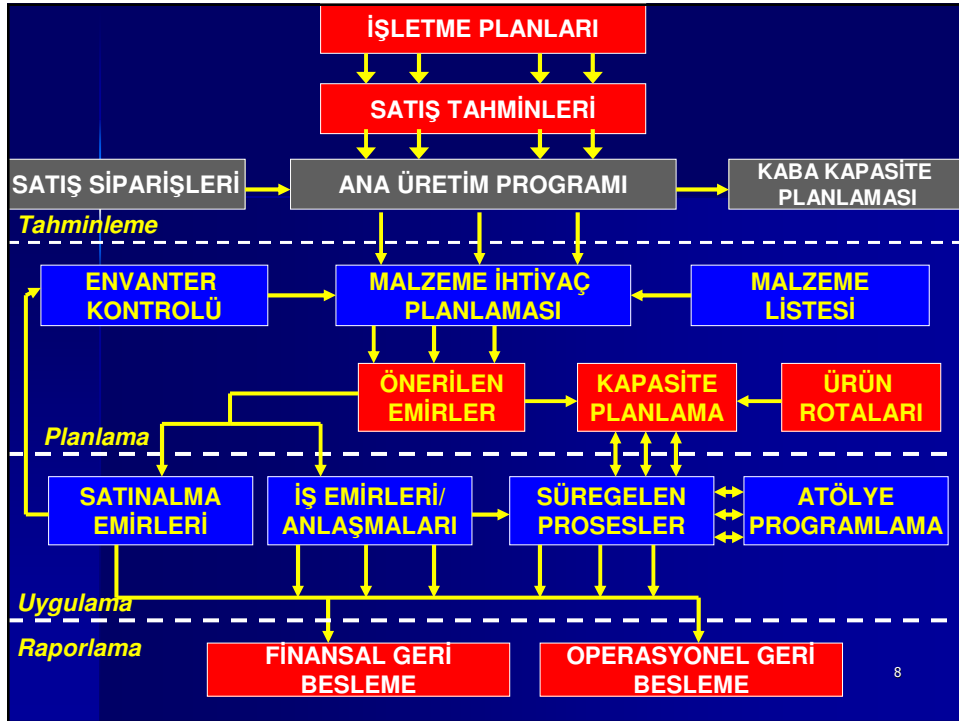 İŞLETME PLANLARI
SATIŞ TAHMİNLERİ
SATIŞ SİPARİŞLERİ
ANA ÜRETİM PROGRAMI
KABA KAPASİTE
PLANLAMASI
Tahminleme
ENVANTER
KONTROLÜ
MALZEME İHTİYAÇ
PLANLAMASI
MALZEME
LİSTESİ
ÖNERİLEN
EMİRLER
KAPASİTE
PLANLAMA
ÜRÜN
ROTALARI
Planlama
SATINALMA
EMİRLERİ
İŞ EMİRLERİ/
ANLAŞMALARI
SÜREGELEN
PROSESLER
ATÖLYE
PROGRAMLAMA
Uygulama
Raporlama
FİNANSAL GERİ
BESLEME
OPERASYONEL GERİ
BESLEME
8